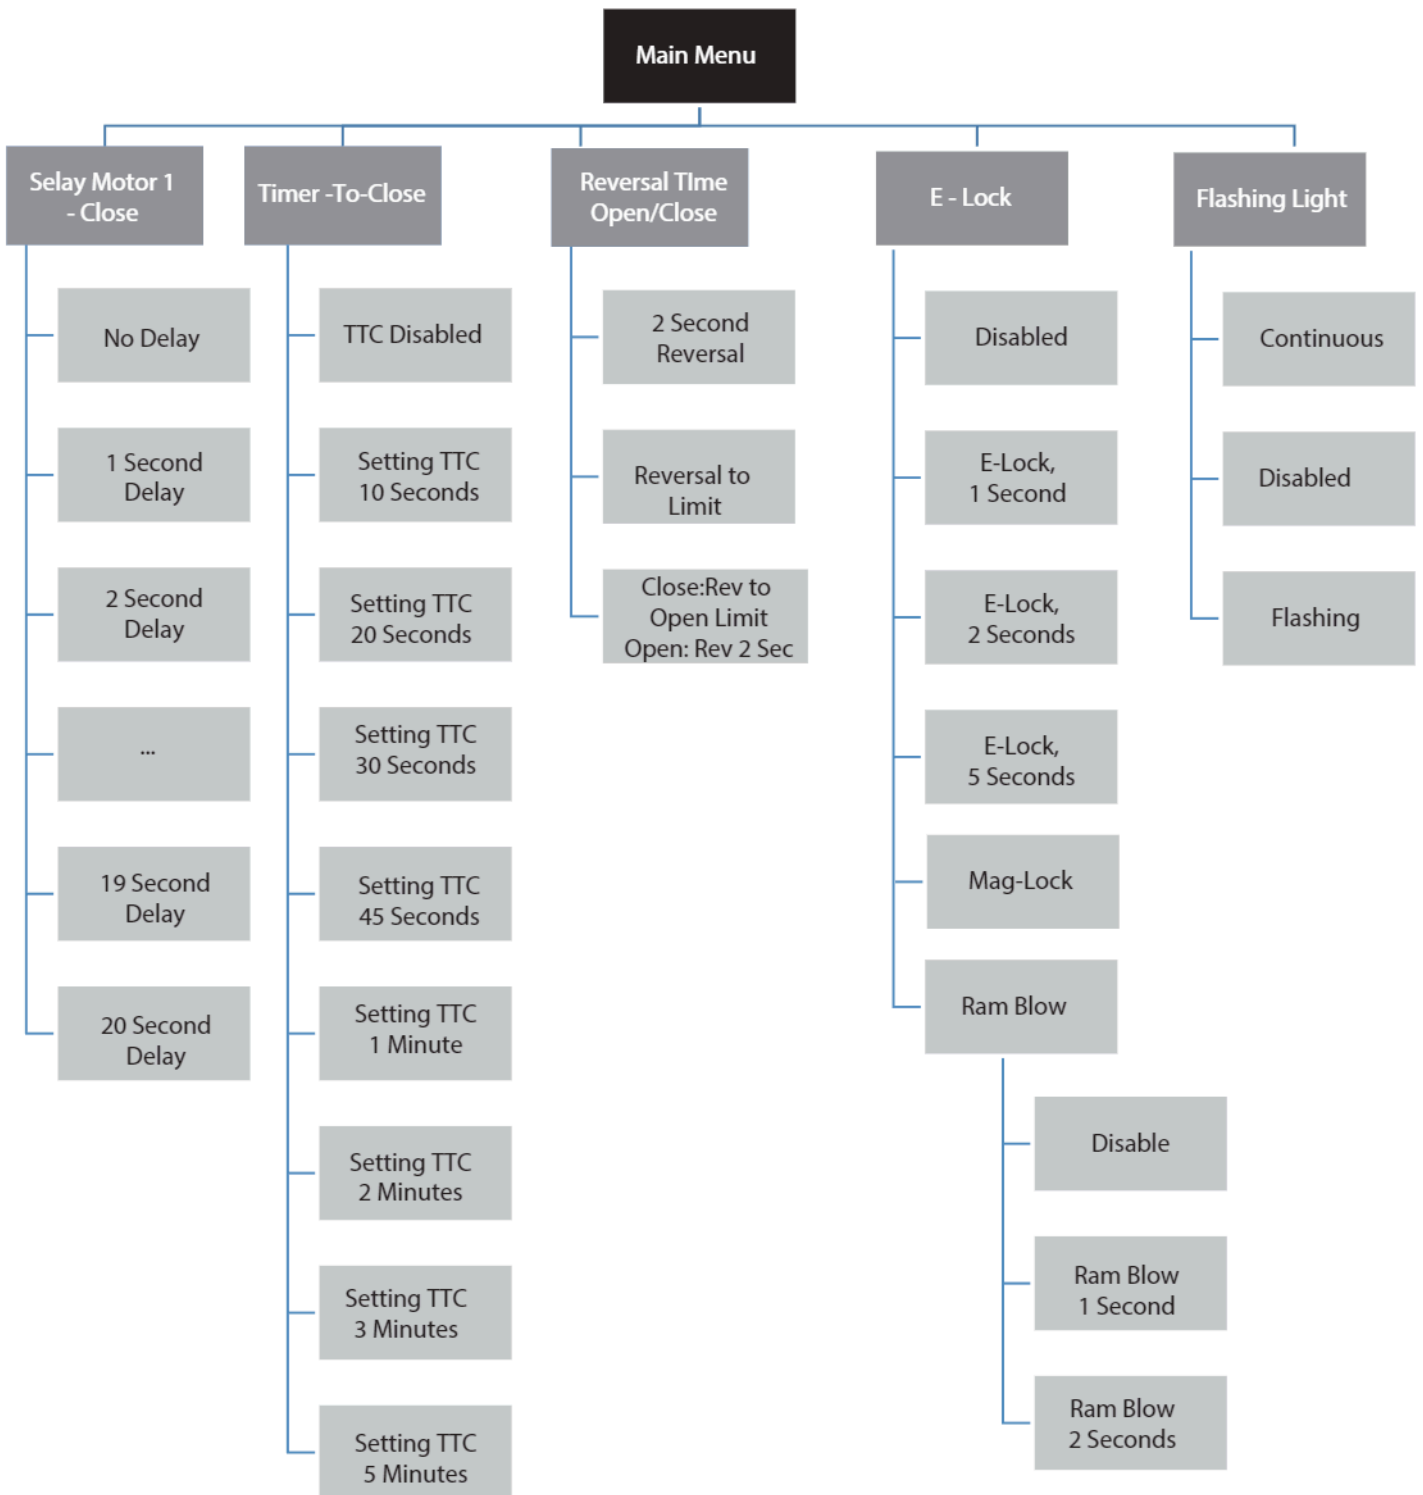 Main Menu
Selay Motor 1
- Close
No Delay
1 Second
Delay
2 Second
Delay
...
19 Second
Delay
20 Second
Delay
Timer -To-Close
TTC Disabled
Setting TTC
10 Seconds
Setting TTC
20 Seconds
Setting TTC
30 Seconds
Setting TTC
45 Seconds
Setting TTC
1 Minute
Setting TTC
2 Minutes
Setting TTC
3 Minutes
Setting TTC
5 Minutes
Reversal TIme
Open/Close
2 Second
Reversal
Reversal to
Limit
Close:Rev to
Open Limit
Open: Rev 2 Sec
E - Lock
Disabled
E-Lock,
1 Second
E-Lock,
2 Seconds
E-Lock,
5 Seconds
Mag-Lock
Ram Blow
Disable
Ram Blow
1 Second
Ram Blow
2 Seconds
Flashing Light
Continuous
Disabled
Flashing